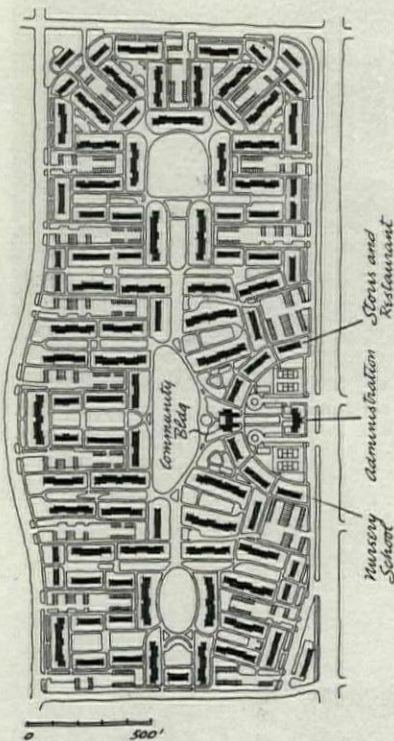 Stores and
Restaurant
Administration
Community
Bldg
Nursery
School
0 500'